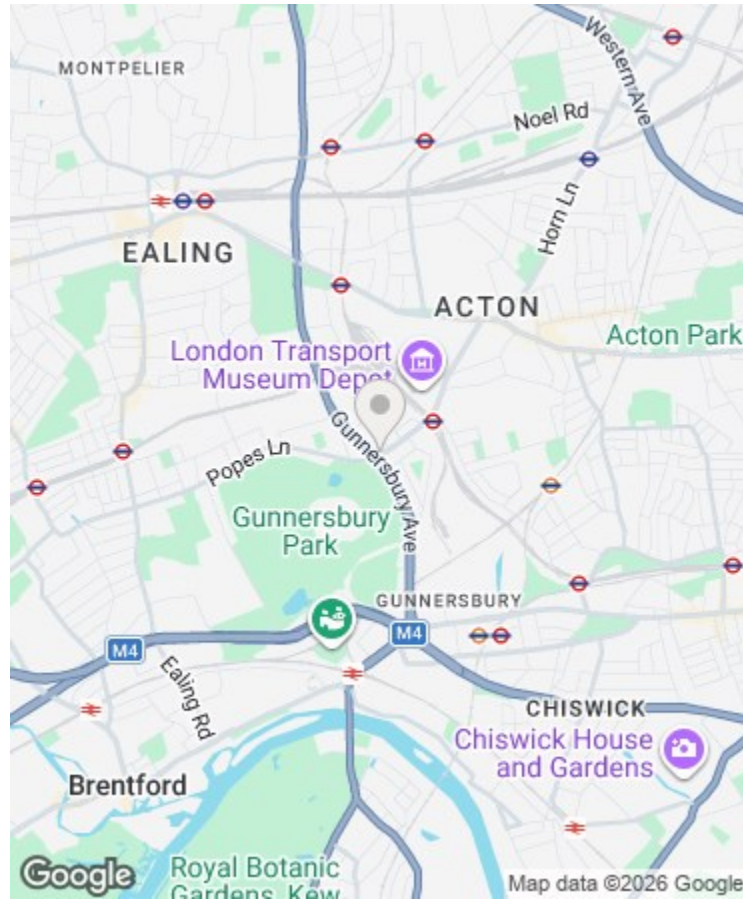 MONTPELIER
Western Ave
Noel Rd
Horn Ln
EALING
ACTON
Acton Park
London Transport
Museum Depot
Popes Ln
Gunnersbury Ave
Gunnersbury
Park
GUNNERSBURY
M4
M4
Ealing Rd
CHISWICK
Chiswick House
and Gardens
Brentford
Royal Botanic
Gardens, Kew
Google
Map data ©2026 Google